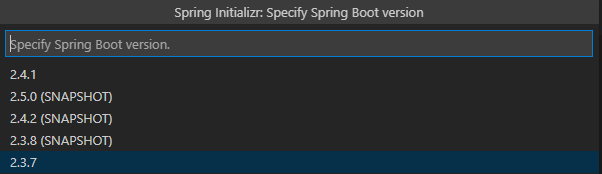 Spring Initializr: Specify Spring Boot version
Specify Spring Boot version.
2.4.1
2.5.0 (SNAPSHOT)
2.4.2 (SNAPSHOT)
2.3.8 (SNAPSHOT)
2.3.7